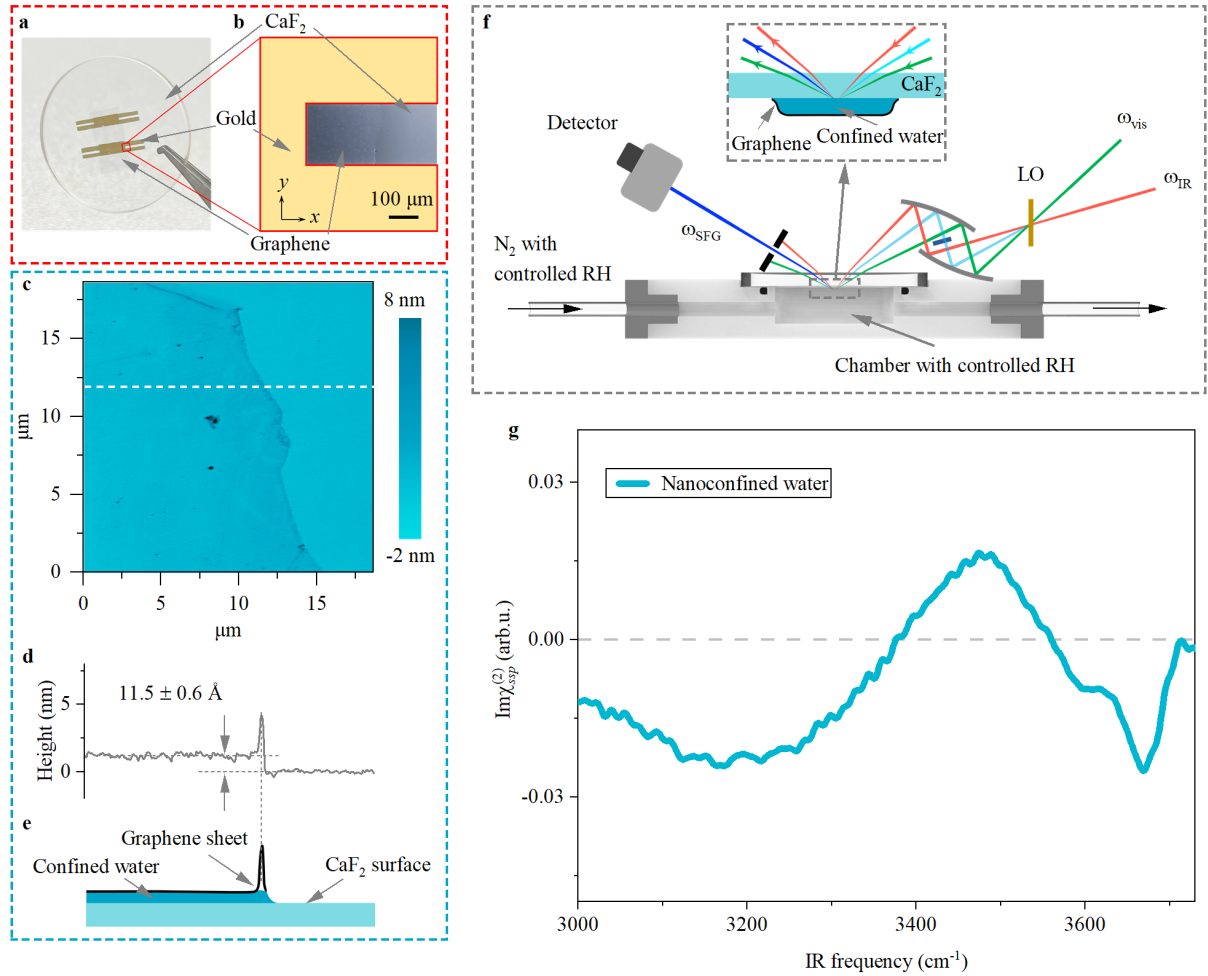 a
CaF₂
b
Gold
y
x
100 μm
Graphene
c
8 nm
-2 nm
15
10
5
0
μm
0
5
10
15
μm
d
11.5 ± 0.6 Å
Height (nm)
5
0
e
Graphene sheet
Confined water
CaF₂ surface
f
CaF₂
Graphene
Confined water
Detector
ωvis
LO
ωIR
ωSFG
N₂ with
controlled RH
Chamber with controlled RH
g
Nanoconfined water
0.03
0.00
-0.03
Imχ⁽²⁾ssp (arb.u.)
3000
3200
3400
3600
IR frequency (cm⁻¹)